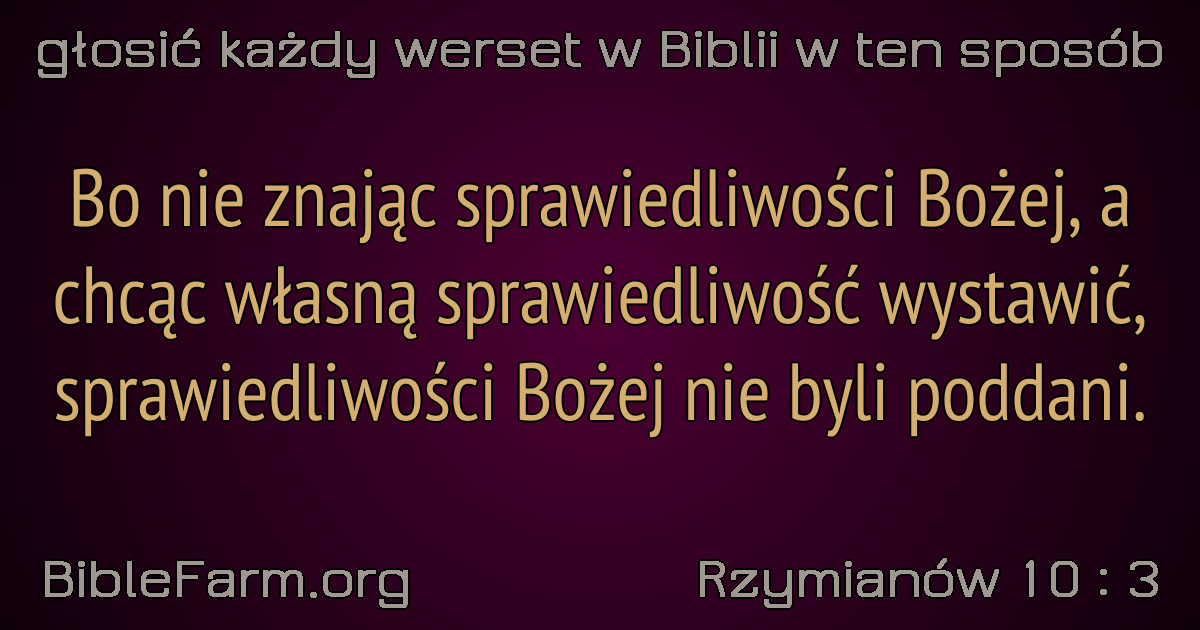 głosić każdy werset w Biblii w ten sposób
Bo nie znając sprawiedliwości Bożej, a
chcąc własną sprawiedliwość wystawić,
sprawiedliwości Bożej nie byli poddani.
BibleFarm.org
Rzymianów 10 : 3